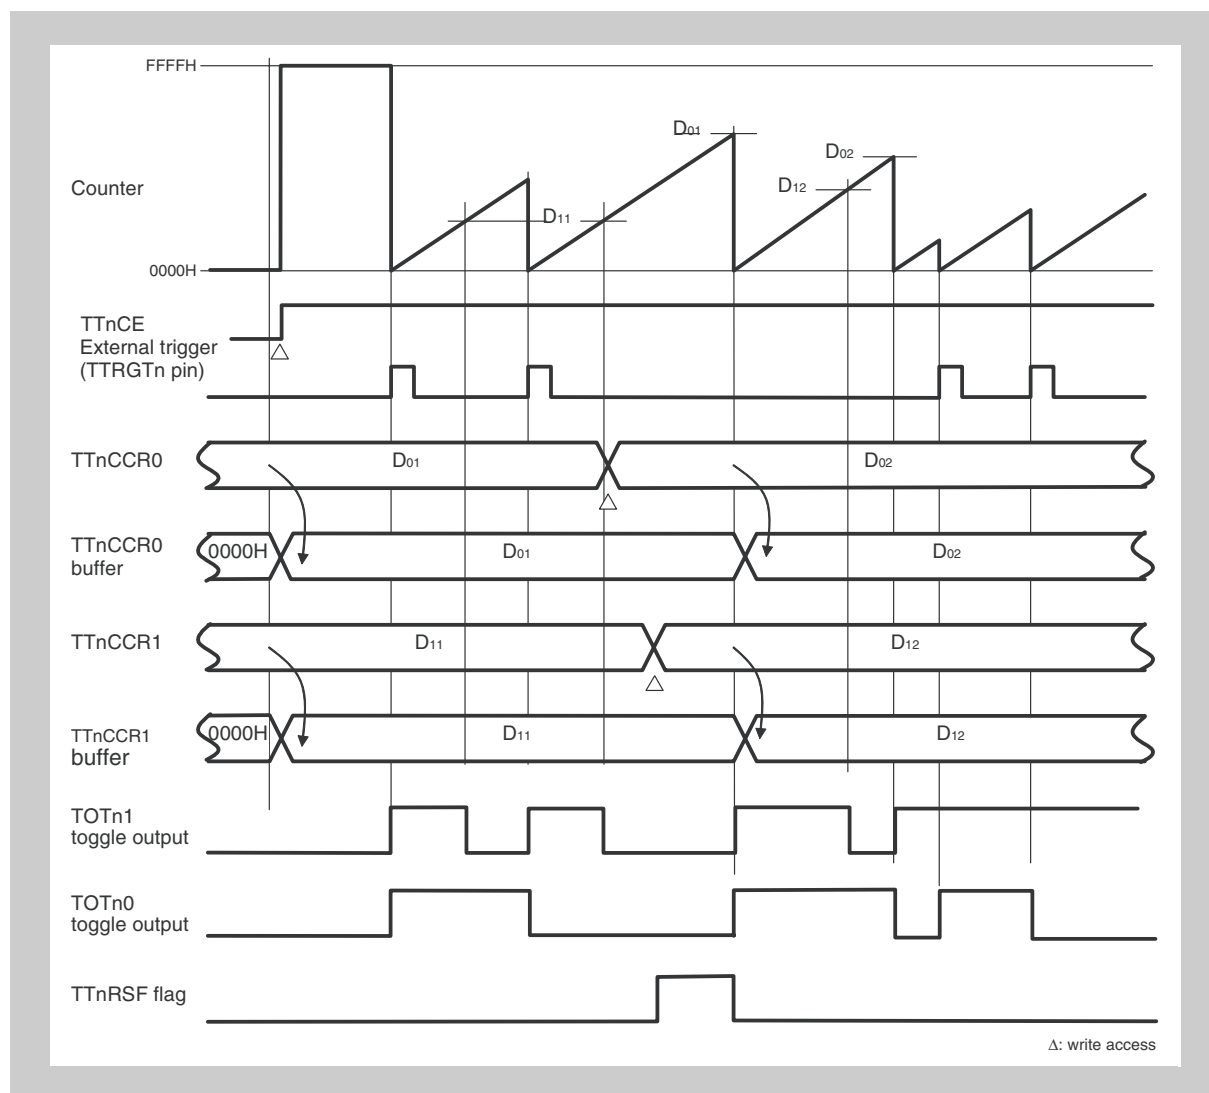 FFFFH
D01
D02
D12
D11
Counter
0000H
TTnCE
External trigger
(TTRGTn pin)
TTnCCR0
D01
D02
TTnCCR0
buffer
0000H
D01
D02
TTnCCR1
D11
D12
TTnCCR1
buffer
0000H
D11
D12
TOTn1
toggle output
TOTn0
toggle output
TTnRSF flag
Δ: write access